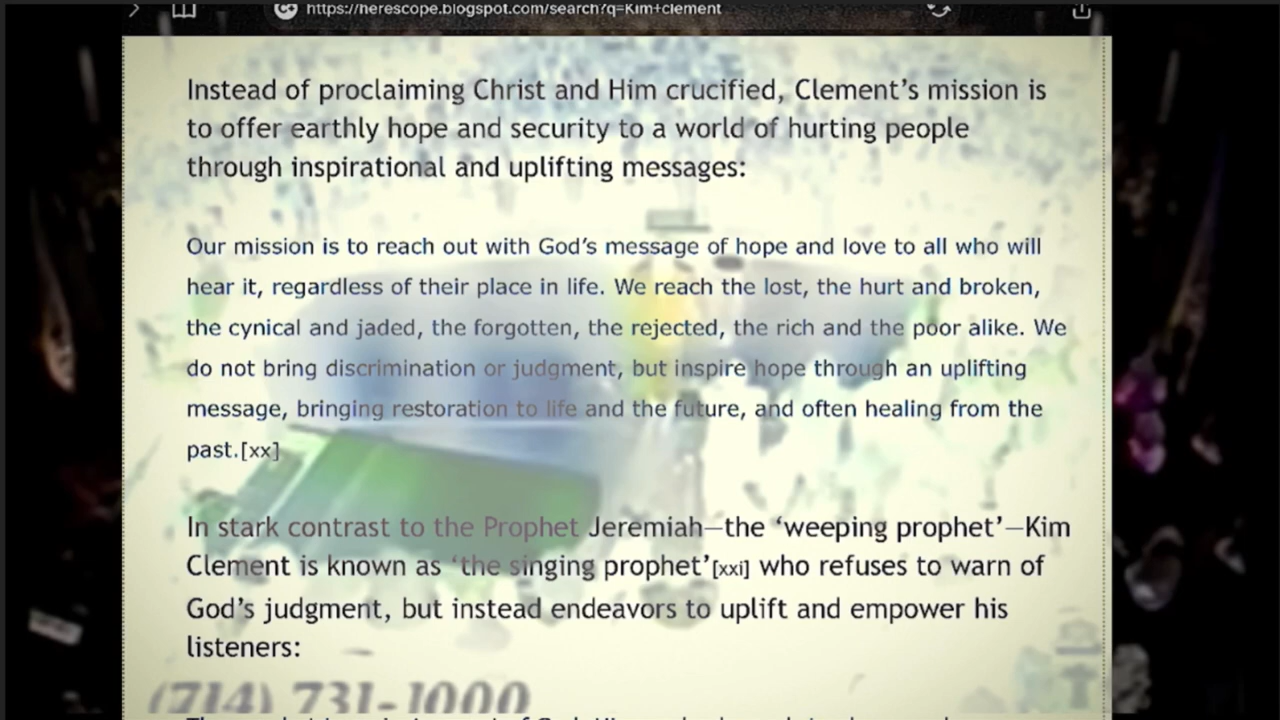 https://herescope.blogspot.com/search?q=Kim+clement
Instead of proclaiming Christ and Him crucified, Clement’s mission is
to offer earthly hope and security to a world of hurting people
through inspirational and uplifting messages:
Our mission is to reach out with God’s message of hope and love to all who will
hear it, regardless of their place in life. We reach the lost, the hurt and broken,
the cynical and jaded, the forgotten, the rejected, the rich and the poor alike. We
do not bring discrimination or judgment, but inspire hope through an uplifting
message, bringing restoration to life and the future, and often healing from the
past.[xx]
In stark contrast to the Prophet Jeremiah—the ‘weeping prophet’—Kim
Clement is known as ‘the singing prophet’[xxi] who refuses to warn of
God’s judgment, but instead endeavors to uplift and empower his
listeners:
(714) 731-1000